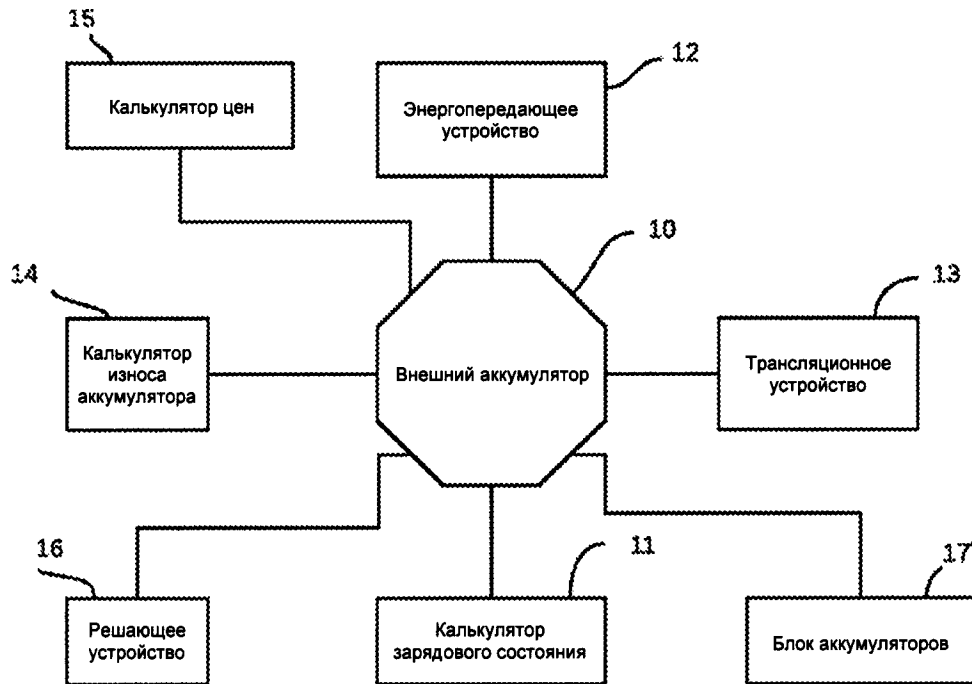 15
Калькулятор цен
12
Энергопередающее
устройство
10
14
Калькулятор
износа
аккумулятора
Внешний аккумулятор
13
Трансляционное
устройство
16
Решающее
устройство
11
Калькулятор
зарядового состояния
17
Блок аккумуляторов